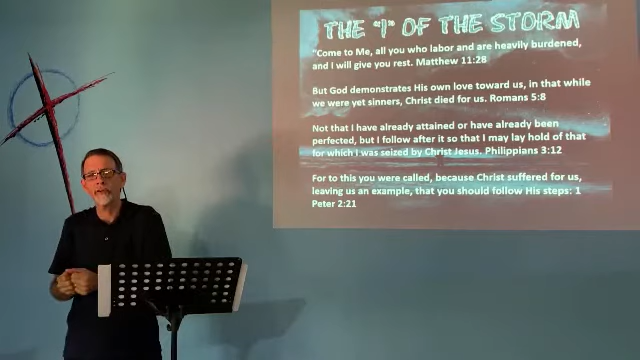 THE "I" OF THE STORM
"Come to Me, all you who labor and are heavily burdened,
and I will give you rest. Matthew 11:28
But God demonstrates His own love toward us, in that while
we were yet sinners, Christ died for us. Romans 5:8
Not that I have already attained or have already been
perfected, but I follow after it so that I may lay hold of that
for which I was seized by Christ Jesus. Philippians 3:12
For to this you were called, because Christ suffered for us,
leaving us an example, that you should follow His steps: 1
Peter 2:21